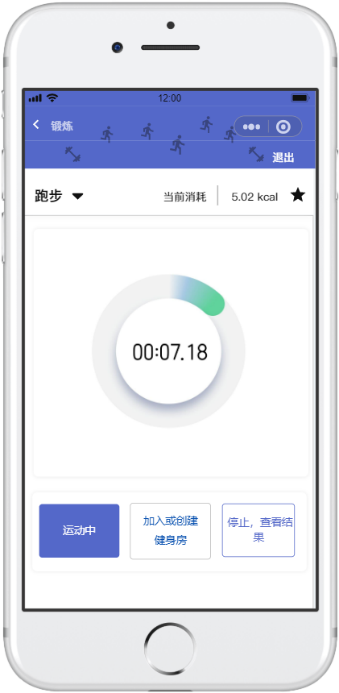 12:00
锻炼
退出
跑步
当前消耗 5.02 kcal
00:07.18
运动中
加入或创建
健身房
停止，查看结
果